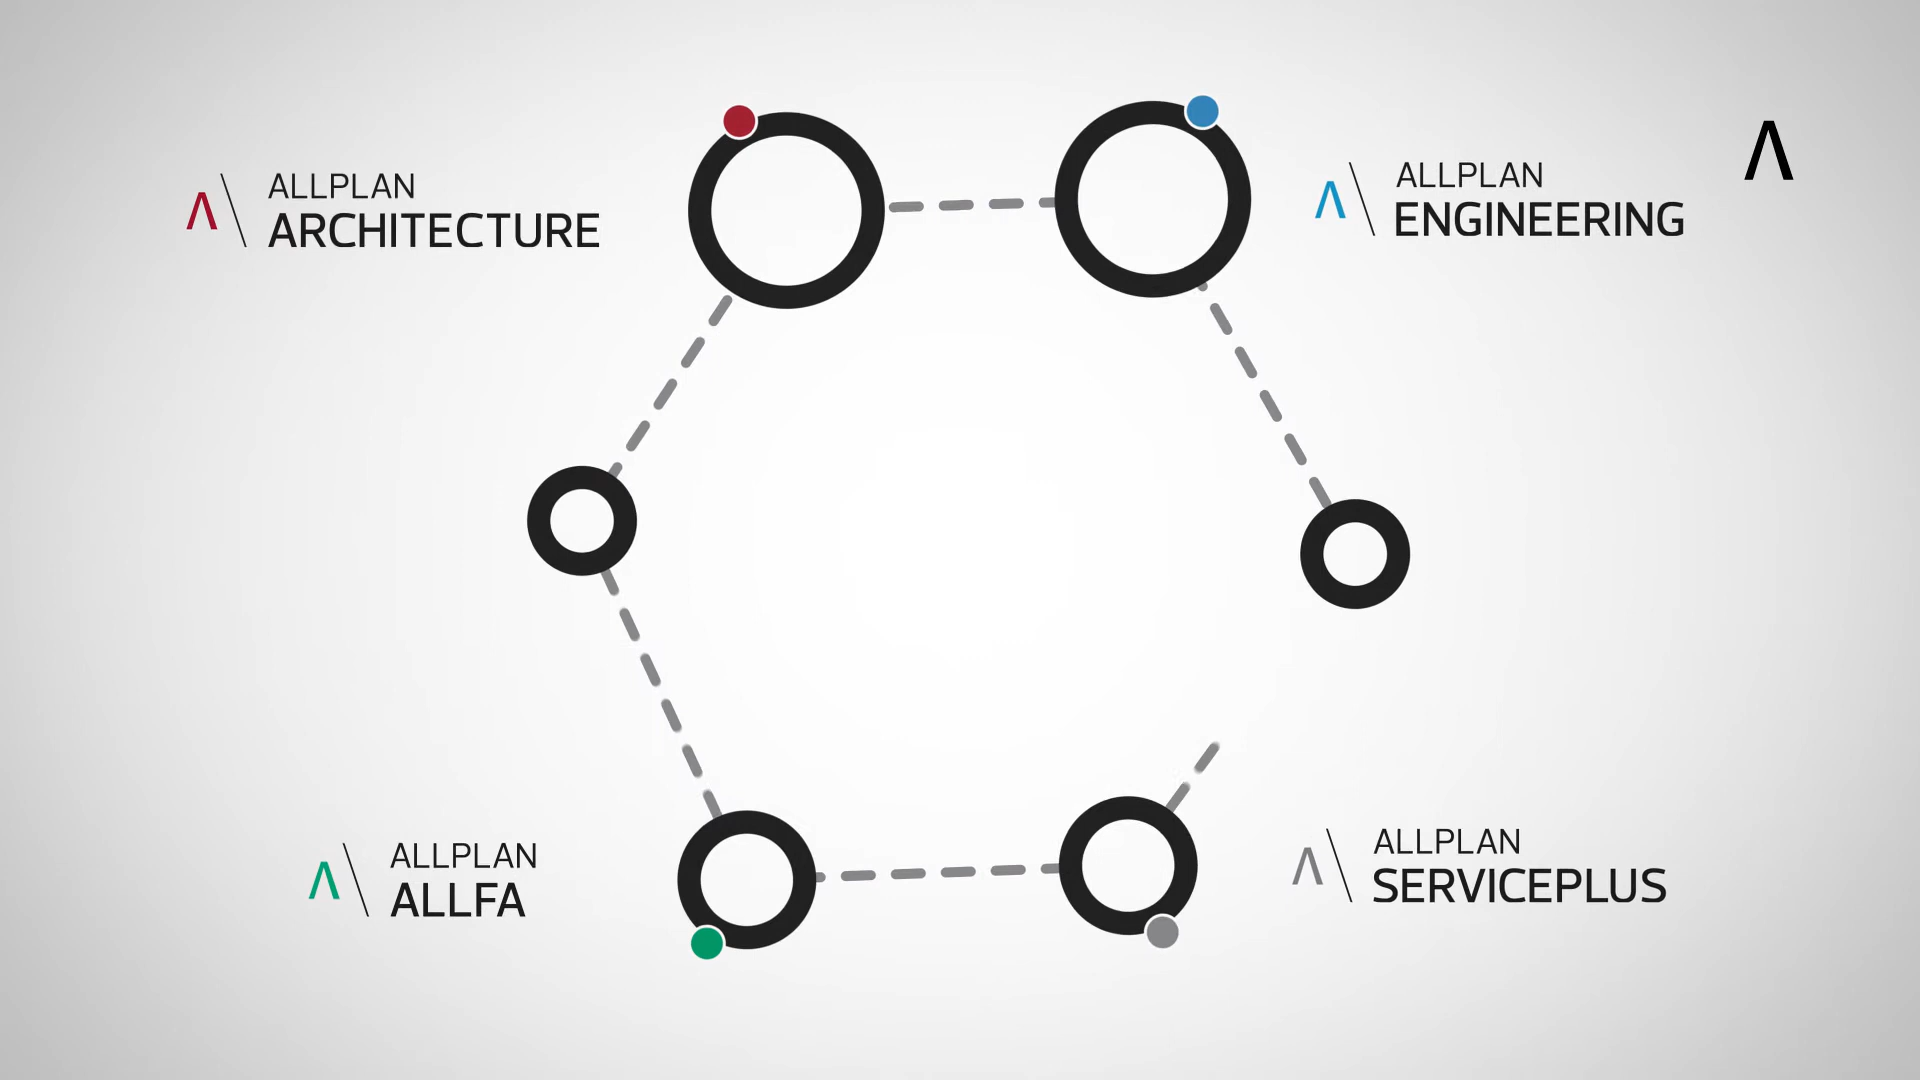 ALLPLAN
ARCHITECTURE
ALLPLAN
ENGINEERING
ALLPLAN
ALLFA
ALLPLAN
SERVICEPLUS